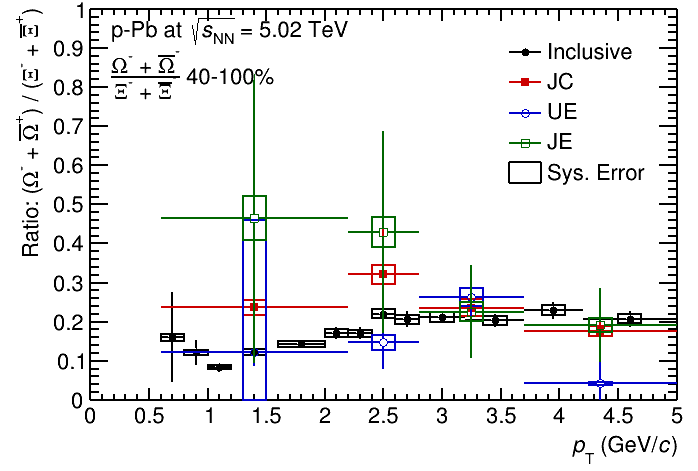 p-Pb at √s_NN = 5.02 TeV
Ω⁻ + Ω̅⁻ / Ξ⁻ + Ξ̅⁻ 40-100%
Inclusive
JC
UE
JE
Sys. Error
Ratio: (Ω⁻ + Ω̅⁺) / (Ξ⁻ + Ξ̅⁺)
1
0.9
0.8
0.7
0.6
0.5
0.4
0.3
0.2
0.1
0
0 0.5 1 1.5 2 2.5 3 3.5 4 4.5 5
p_T (GeV/c)